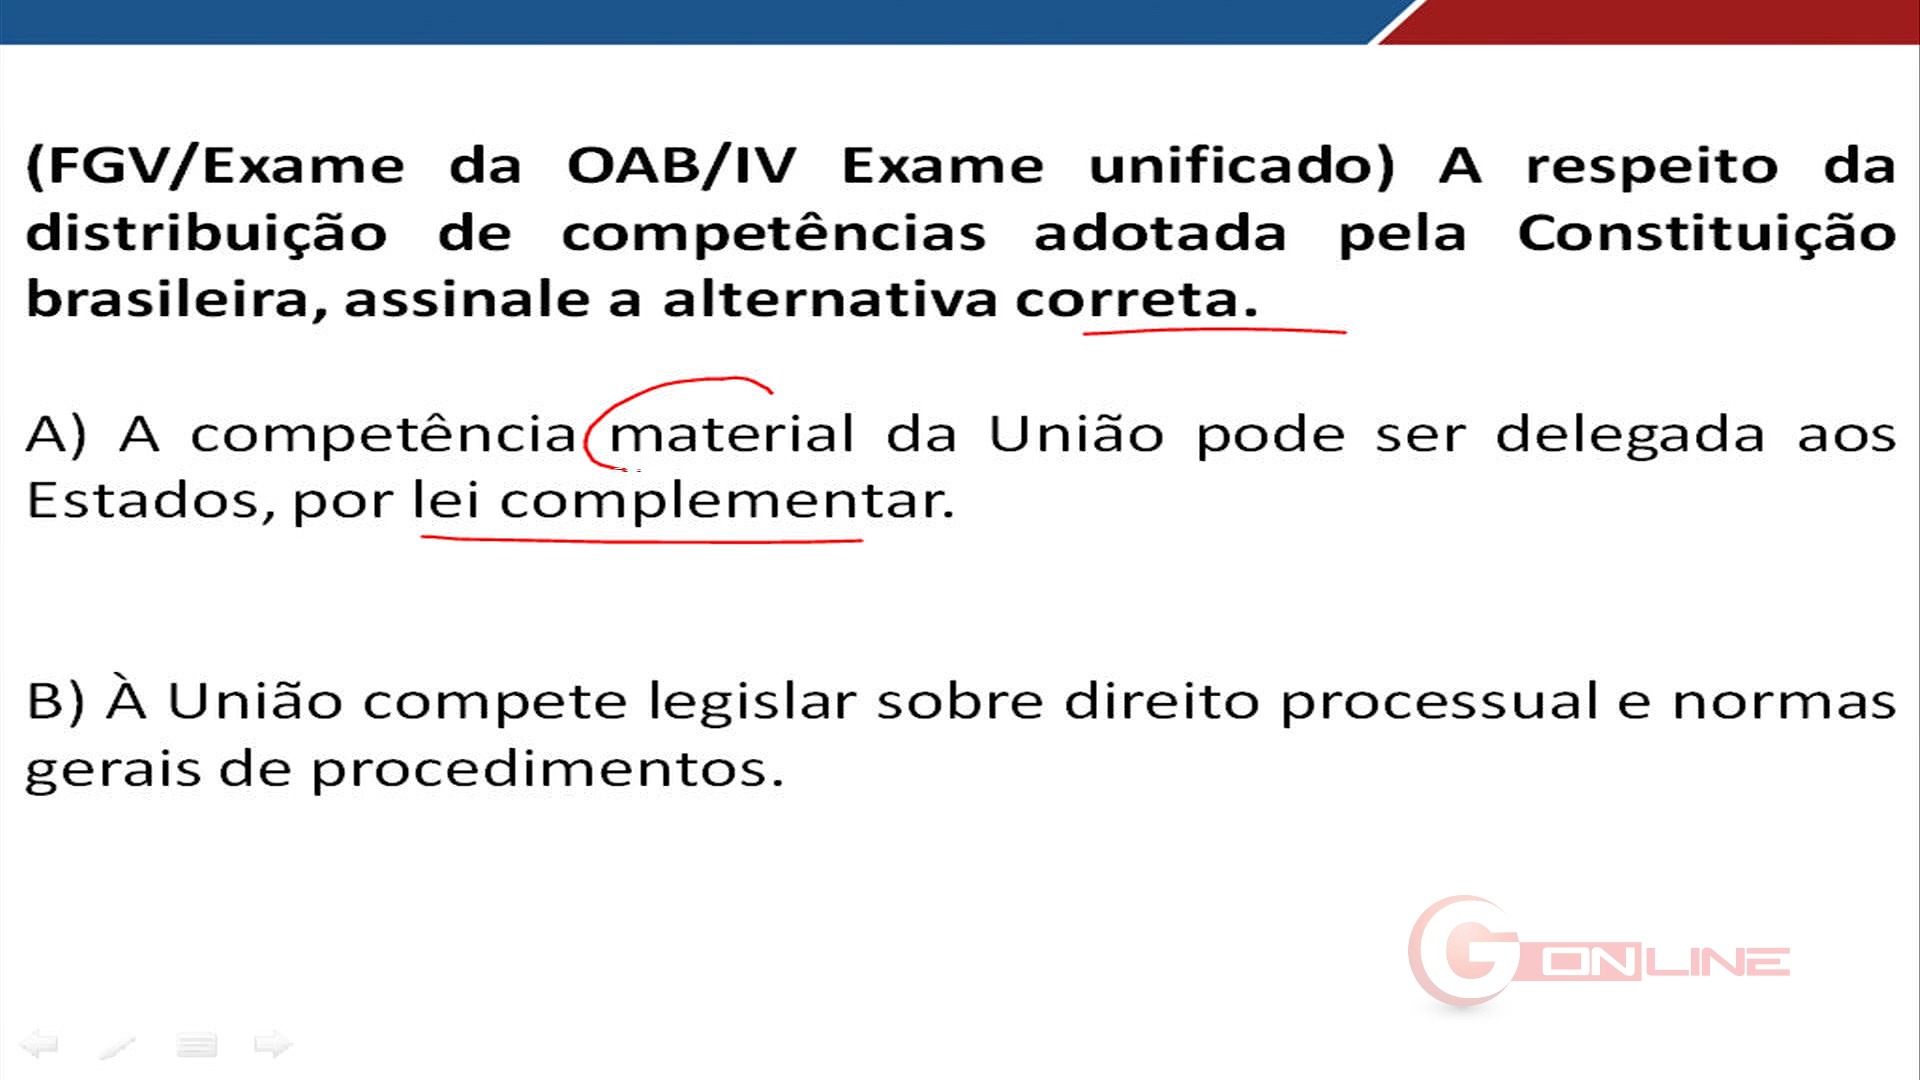 (FGV/Exame da OAB/IV Exame unificado) A respeito da
distribuição de competências adotada pela Constituição
brasileira, assinale a alternativa correta.
A) A competência material da União pode ser delegada aos
Estados, por lei complementar.
B) À União compete legislar sobre direito processual e normas
gerais de procedimentos.
G ONLINE